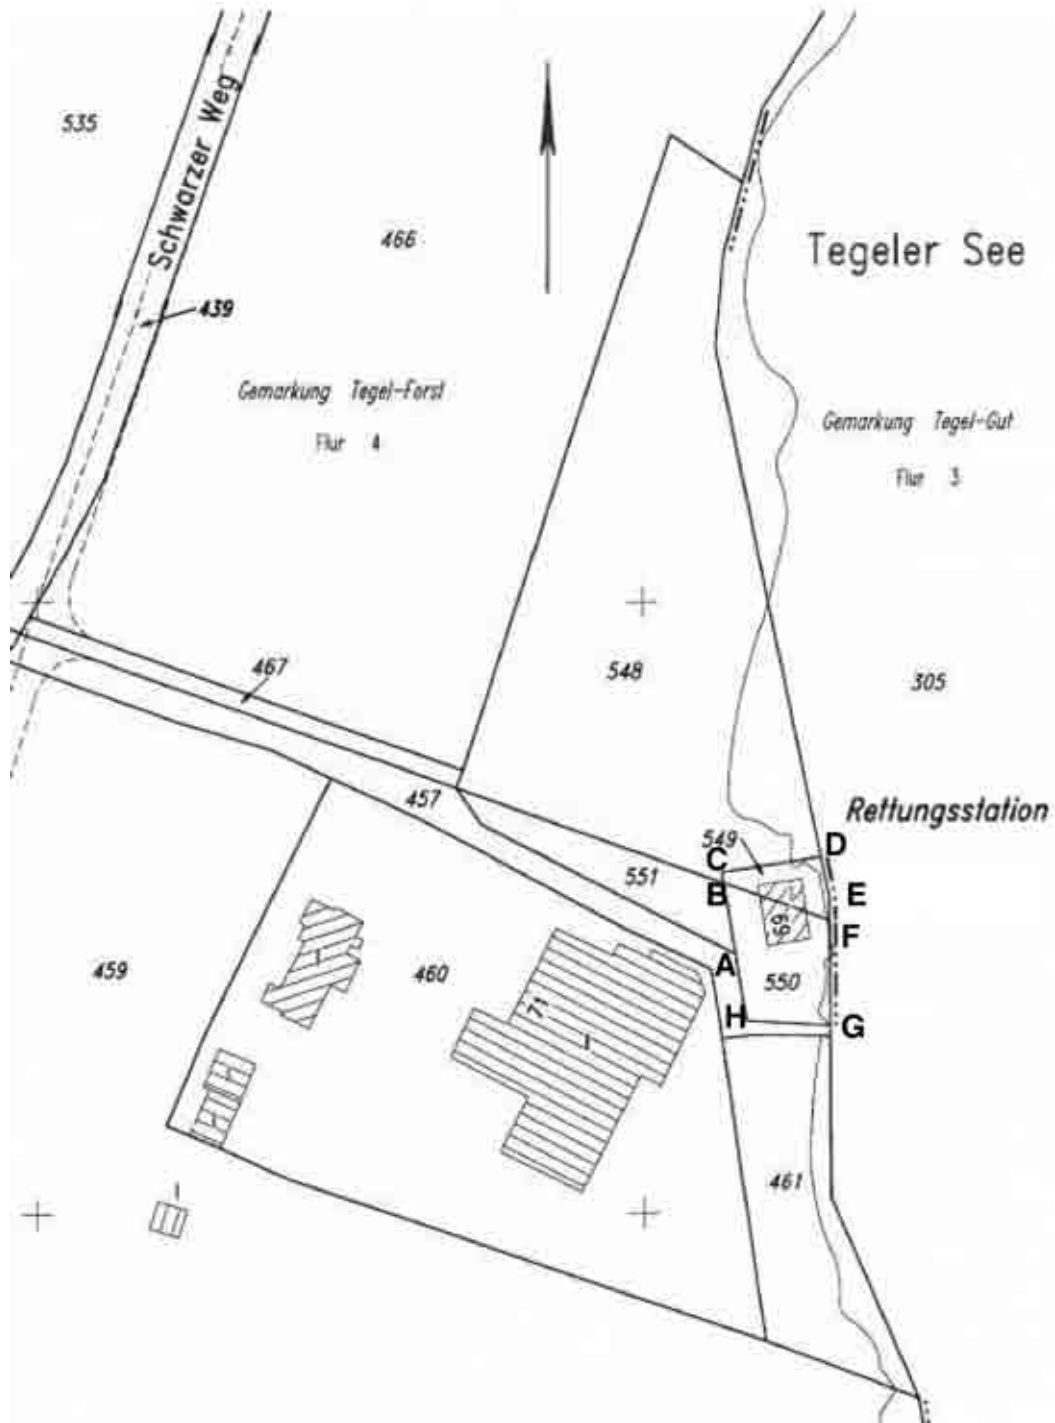 535
Schwarzer Weg
466
439
Tegeler See
Gemarkung Tegel-Forst
Flur 4
Gemarkung Tegel-Gut
Flur 3
467
548
305
457
Rettungsstation
549
D
C
551
B
E
69
F
A
459
460
550
71
H
G
461